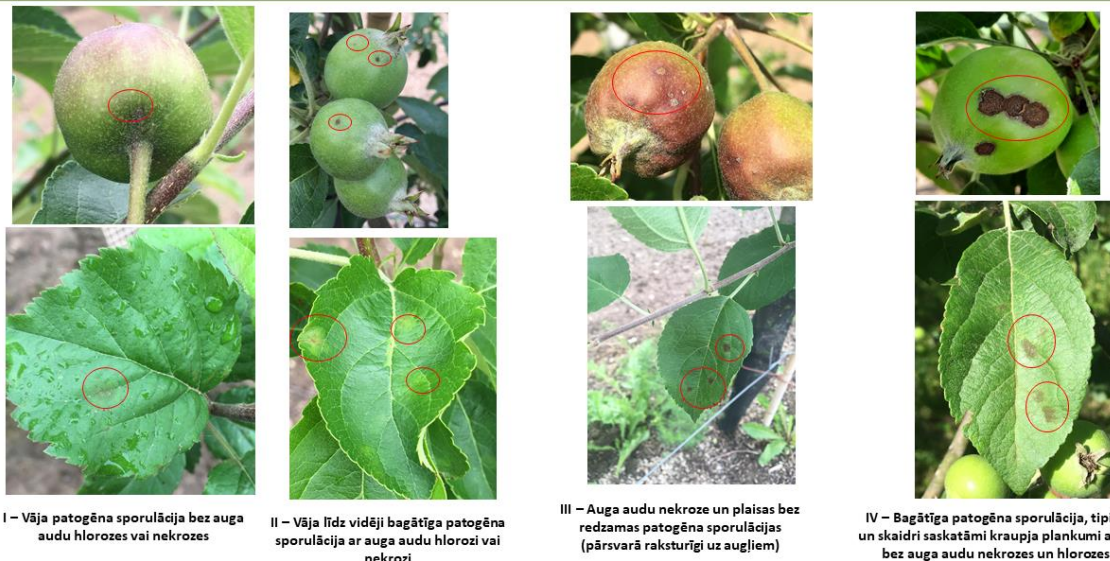 I – Vāja patogēna sporulācija bez auga
audu hlorozes vai nekrozes
II – Vāja līdz vidēji bagātīga patogēna
sporulācija ar auga audu hlorozi vai
nekrozi
III – Auga audu nekroze un plaisas bez
redzamas patogēna sporulācijas
(pārsvarā raksturīgi uz augļiem)
IV – Bagātīga patogēna sporulācija,
un skaidri saskatāmi kraupja plankumi
bez auga audu nekrozes un hlorozes